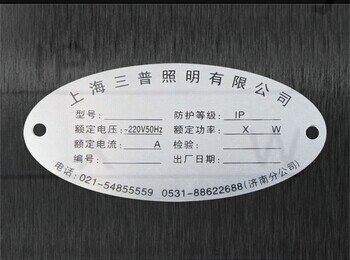 上海三普照明有限公司
型号: 防护等级: IP
额定电压: ~220V50Hz 额定功率: X W
额定电流: A 检验:
编号: 出厂日期:
电话:021-54855559 0531-88622688(济南分公司)